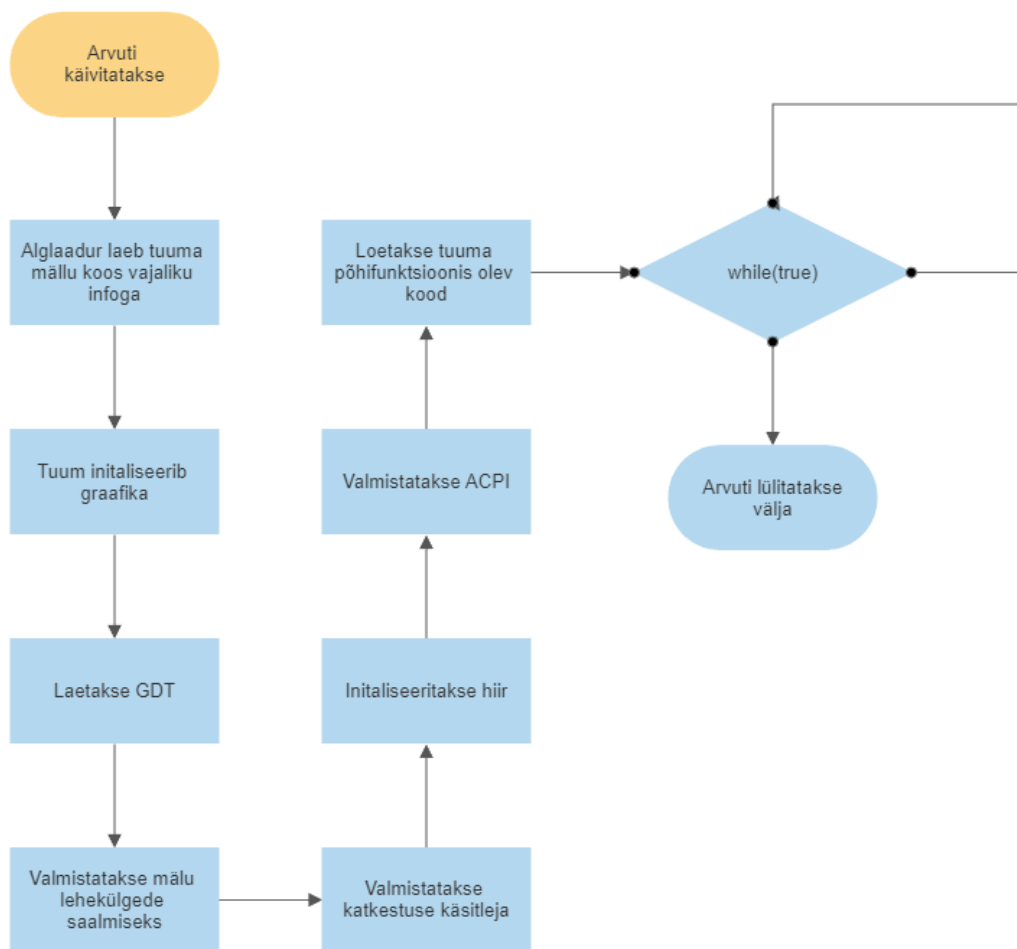 Arvuti
käivitatakse
Alglaadur laeb tuuma
mällu koos vajaliku
infoga
Tuum initaliseerib
graafika
Laetakse GDT
Valmistatakse mälu
lehekülgede
saalmiseks
Valmistatakse
katkestuse käsitleja
Initaliseeritakse hiir
Valmistatakse ACPI
Loetakse tuuma
põhifunktsioonis olev
kood
while(true)
Arvuti lülitatakse
välja